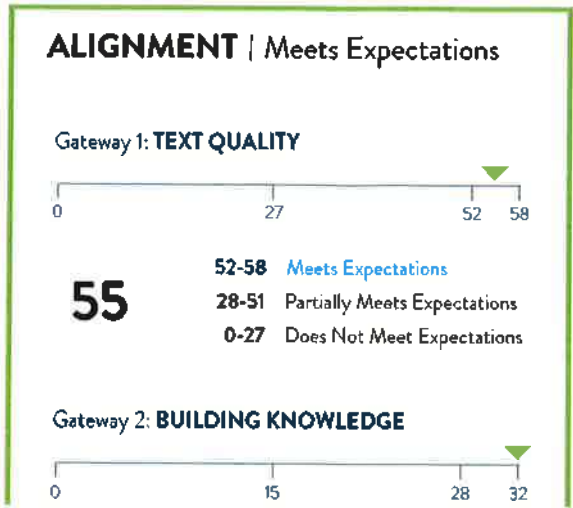 ALIGNMENT | Meets Expectations
Gateway 1: TEXT QUALITY
0 27 52 58
55
52-58 Meets Expectations
28-51 Partially Meets Expectations
0-27 Does Not Meet Expectations
Gateway 2: BUILDING KNOWLEDGE
0 15 28 32